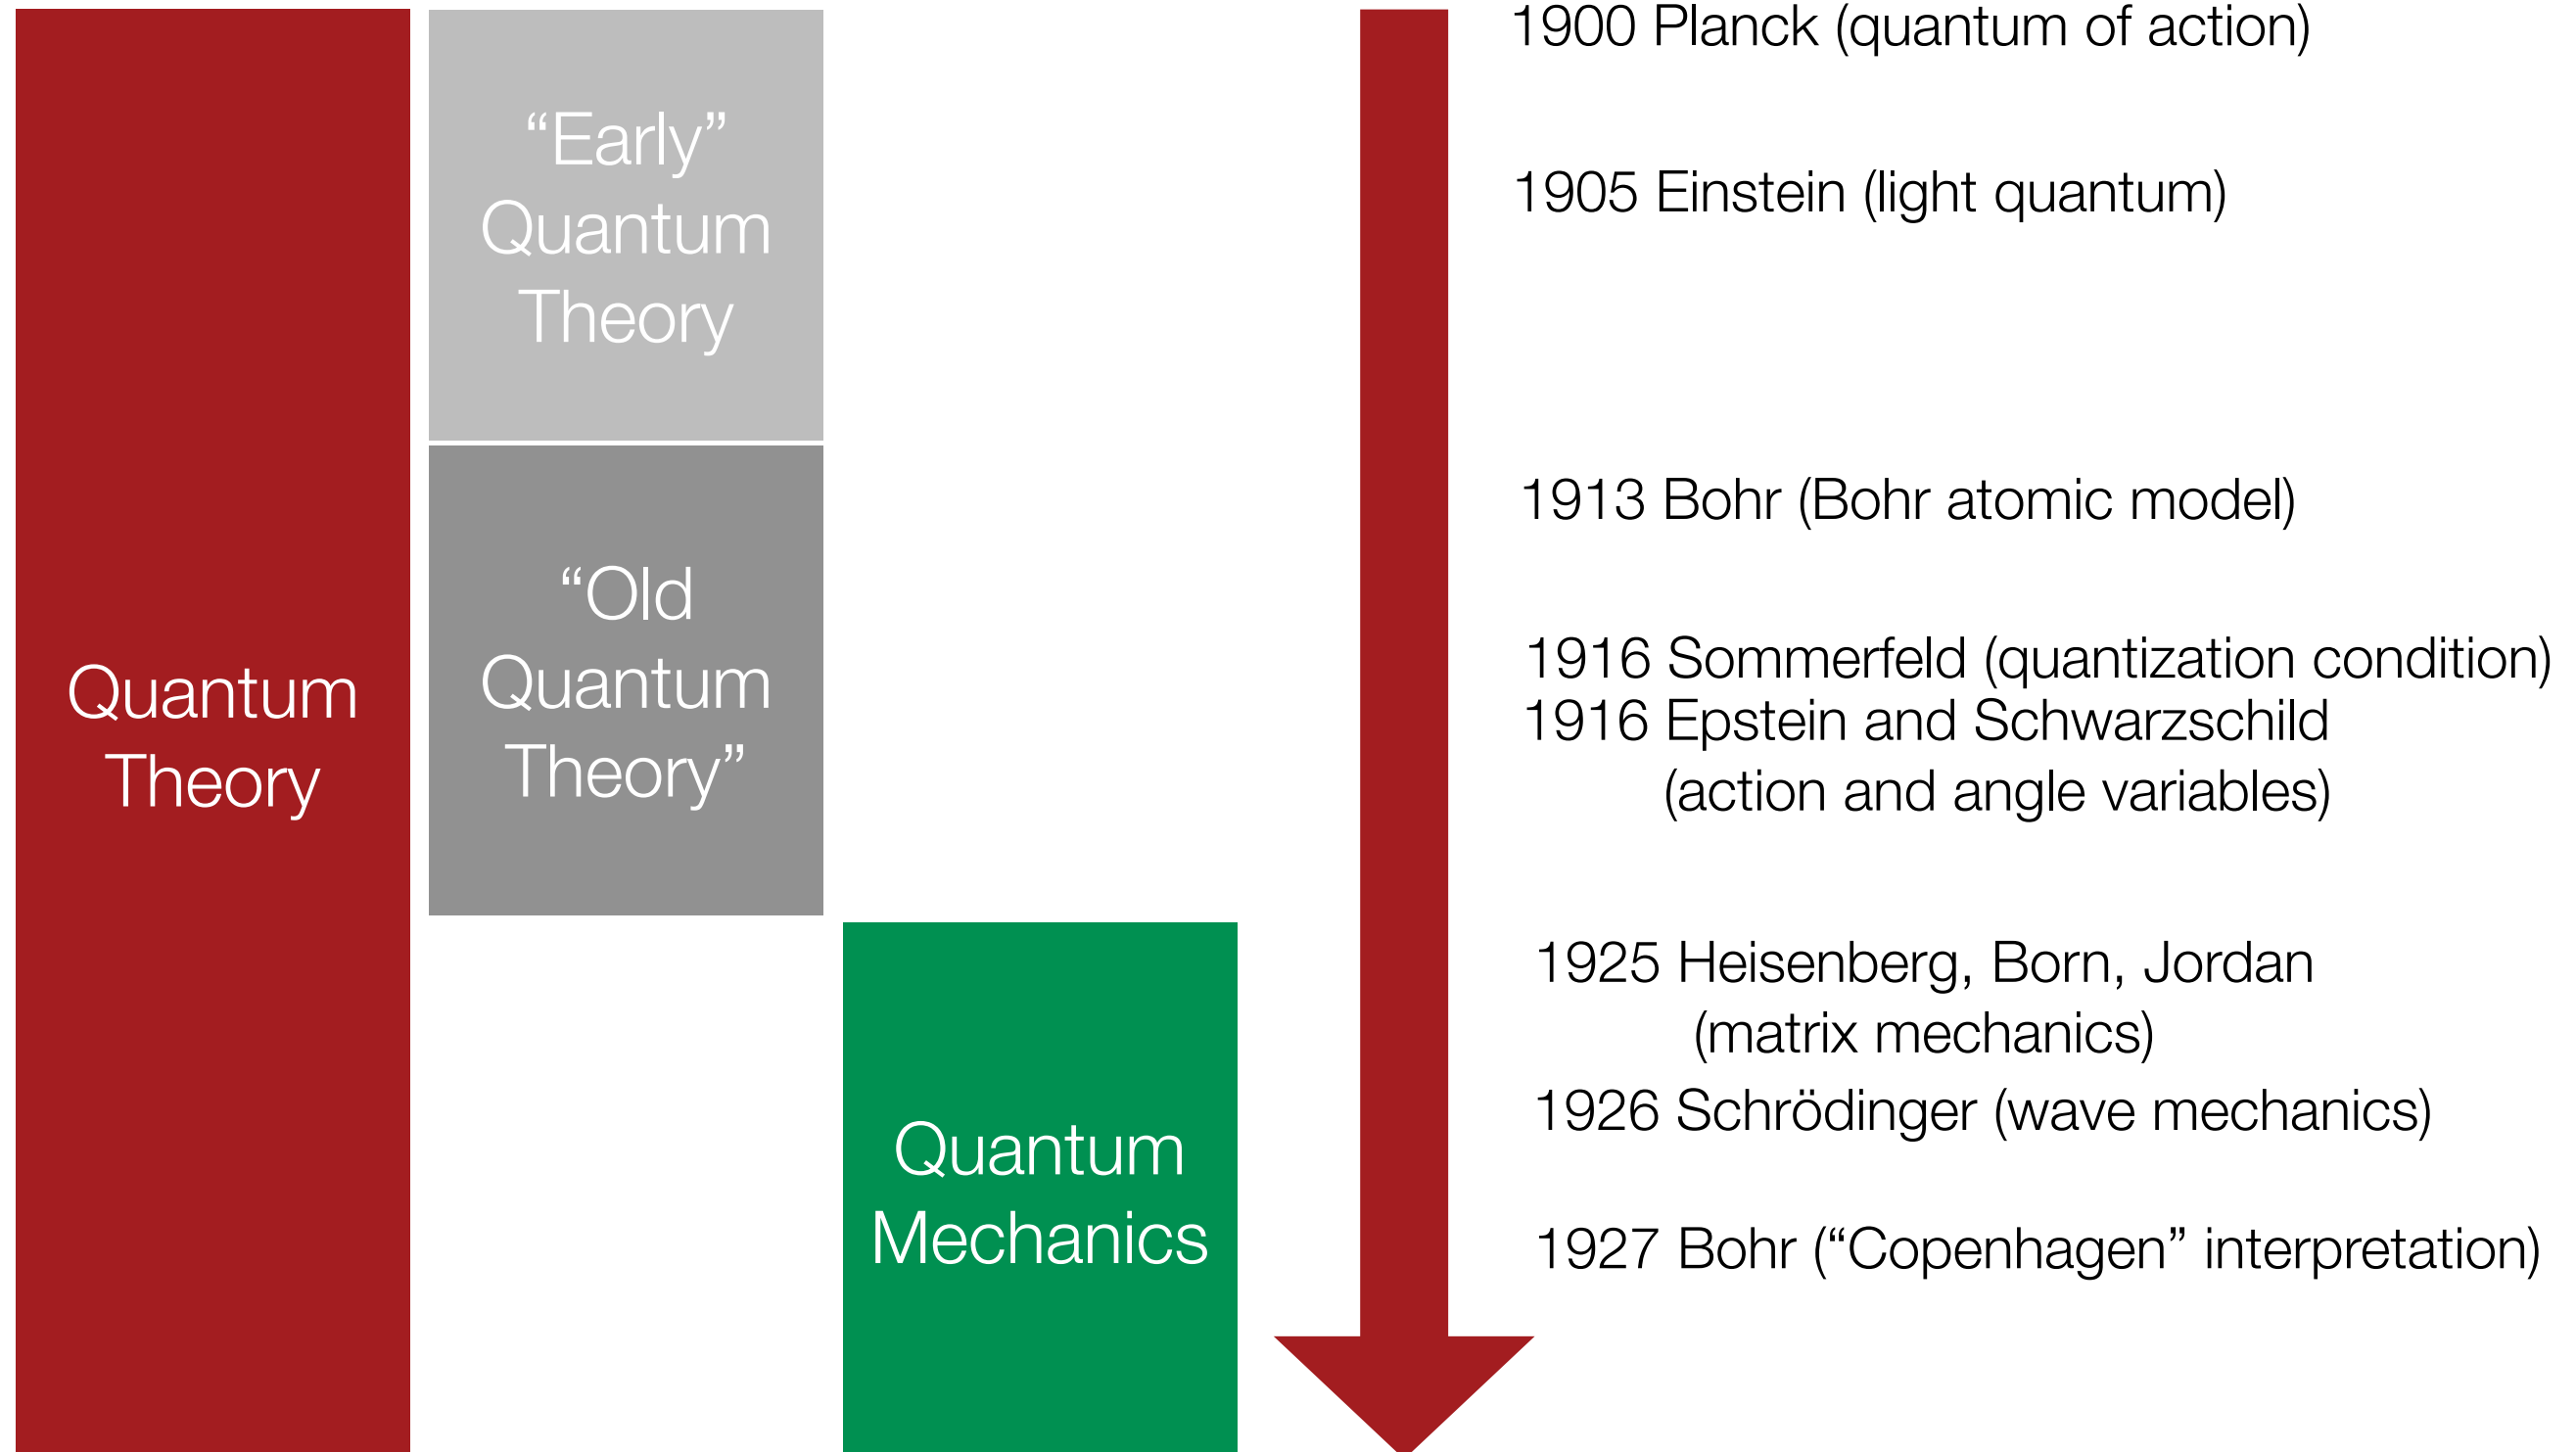 Quantum
Theory
“Early”
Quantum
Theory
“Old
Quantum
Theory”
Quantum
Mechanics
1900 Planck (quantum of action)
1905 Einstein (light quantum)
1913 Bohr (Bohr atomic model)
1916 Sommerfeld (quantization condition)
1916 Epstein and Schwarzschild
(action and angle variables)
1925 Heisenberg, Born, Jordan
(matrix mechanics)
1926 Schrödinger (wave mechanics)
1927 Bohr (“Copenhagen” interpretation)